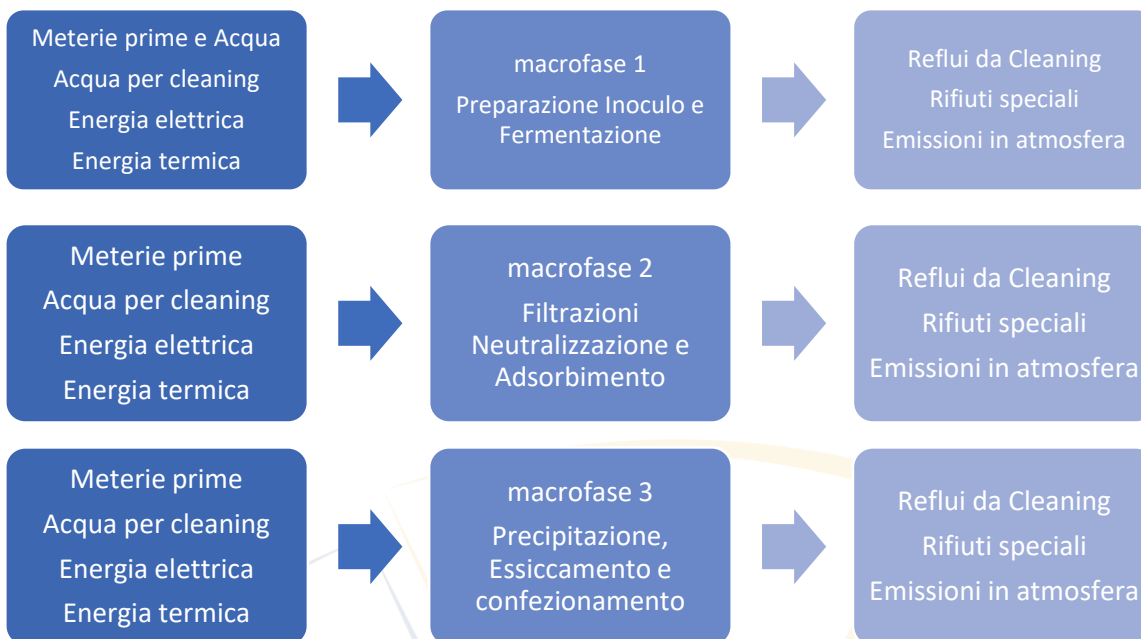 Meterie prime e Acqua
Acqua per cleaning
Energia elettrica
Energia termica
macrofase 1
Preparazione Inoculo e
Fermentazione
Reflui da Cleaning
Rifiuti speciali
Emissioni in atmosfera
Meterie prime
Acqua per cleaning
Energia elettrica
Energia termica
macrofase 2
Filtrazioni
Neutralizzazione e
Adsorbimento
Reflui da Cleaning
Rifiuti speciali
Emissioni in atmosfera
Meterie prime
Acqua per cleaning
Energia elettrica
Energia termica
macrofase 3
Precipitazione,
Essiccamento e
confezionamento
Reflui da Cleaning
Rifiuti speciali
Emissioni in atmosfera